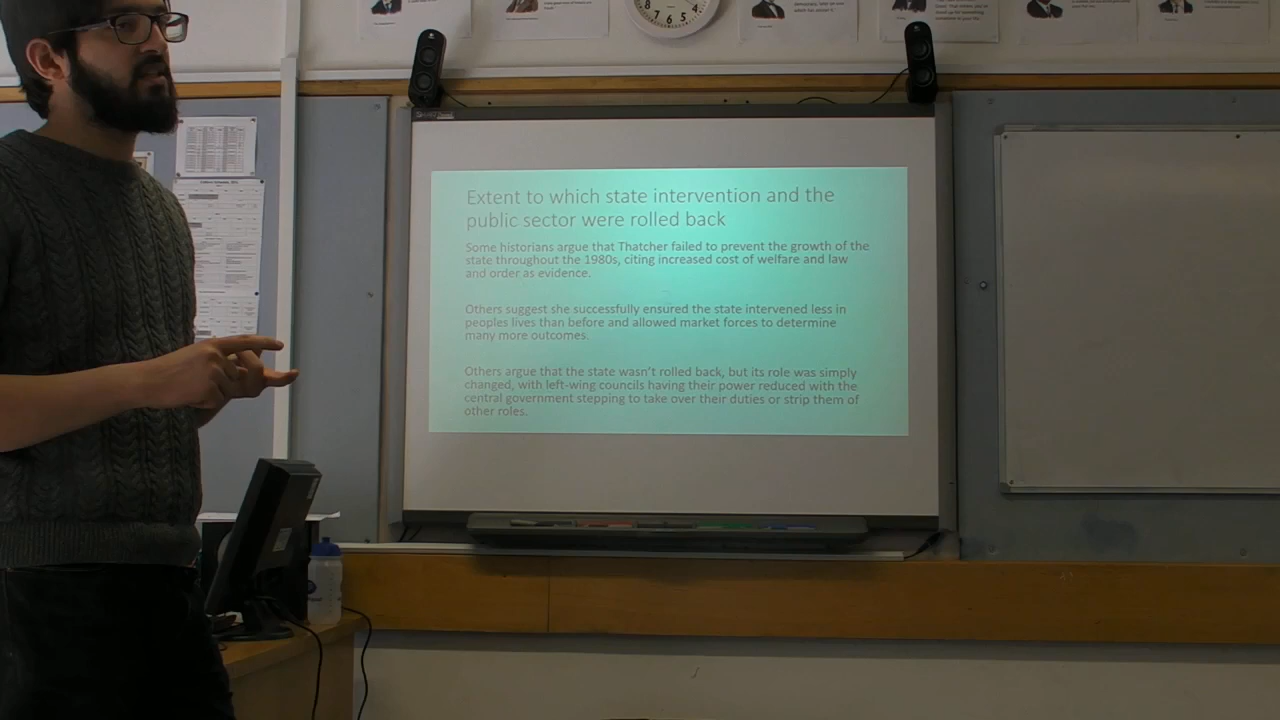 8 7 6 5 4
Extent to which state intervention and the
public sector were rolled back
Some historians argue that Thatcher failed to prevent the growth of the
state throughout the 1980s, citing increased cost of welfare and law
and order as evidence.
Others suggest she successfully ensured the state intervened less in
peoples lives than before and allowed market forces to determine
many more outcomes.
Others argue that the state wasn't rolled back, but its role was simply
changed, with left-wing councils having their power reduced with the
central government stepping to take over their duties or strip them of
other roles.